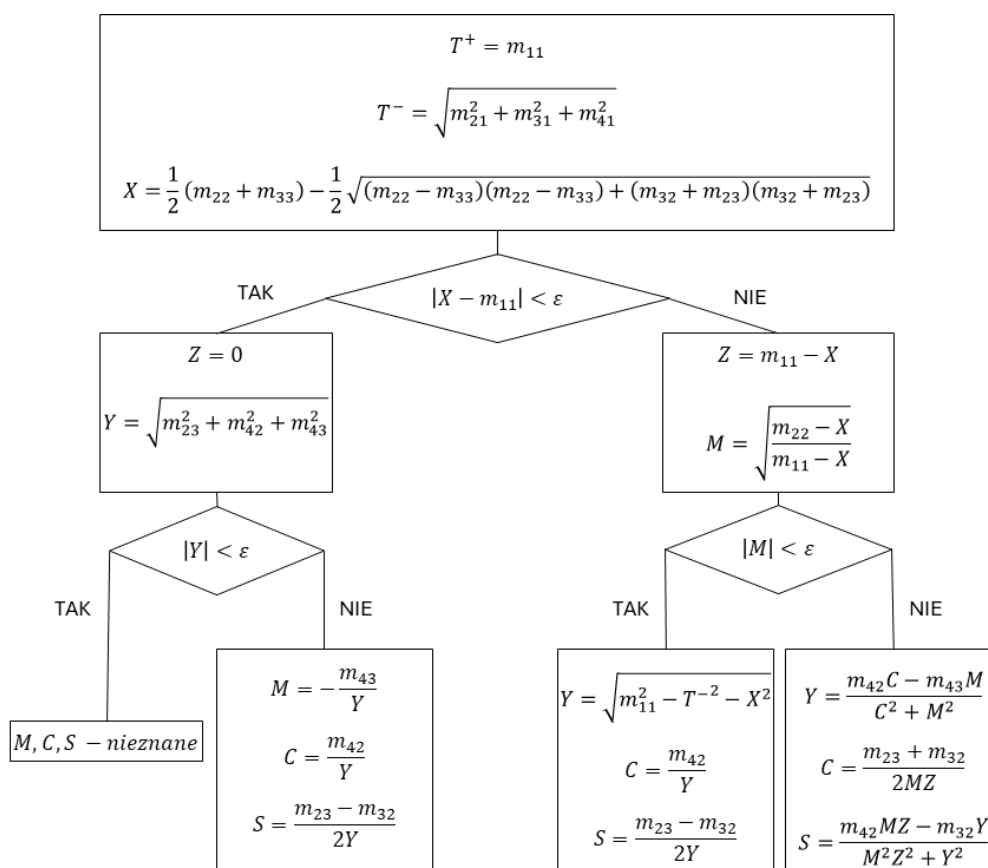 T⁺ = m₁₁
T⁻ = √(m₂₁² + m₃₁² + m₄₁²)
X = 1/2 (m₂₂ + m₃₃) − 1/2 √((m₂₂ − m₃₃)(m₂₂ − m₃₃) + (m₃₂ + m₂₃)(m₃₂ + m₂₃))
TAK
|X − m₁₁| < ε
NIE
Z = 0
Y = √(m₂₃² + m₄₂² + m₄₃²)
Z = m₁₁ − X
M = √((m₂₂ − X)/(m₁₁ − X))
|Y| < ε
TAK
NIE
|M| < ε
TAK
NIE
M, C, S − nieznane
M = −m₄₃/Y
C = m₄₂/Y
S = (m₂₃ − m₃₂)/2Y
Y = √(m₁₁² − T⁻² − X²)
C = m₄₂/Y
S = (m₂₃ − m₃₂)/2Y
Y = (m₄₂C − m₄₃M)/(C² + M²)
C = (m₂₃ + m₃₂)/2MZ
S = (m₄₂MZ − m₃₂Y)/(M²Z² + Y²)